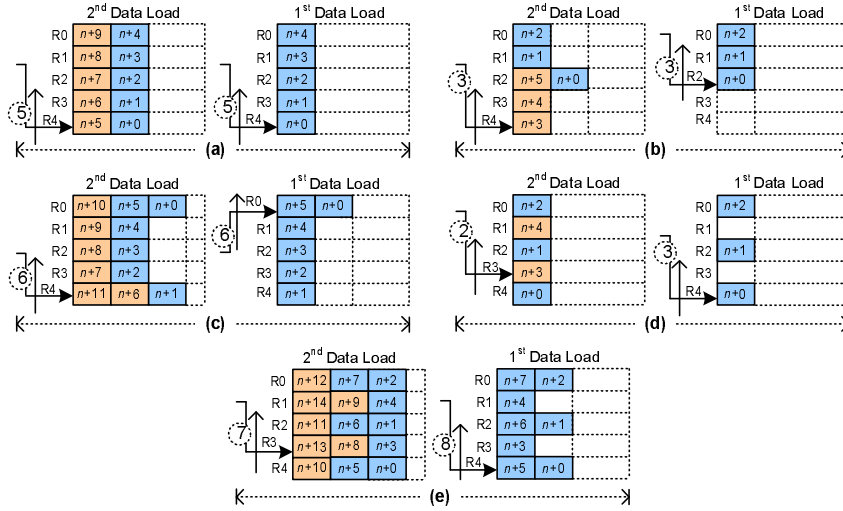 2nd Data Load 1st Data Load 2nd Data Load 1st Data Load
R0 n+9 n+4 R0 n+4 R0 n+2 R0 n+2
R1 n+8 n+3 R1 n+3 R1 n+1 R1 n+1
R2 n+7 n+2 R2 n+2 R2 n+5 n+0 3 R2 n+0
5 R3 n+6 n+1 5 R3 n+1 3 R3 n+4 R3
R4 n+5 n+0 R4 n+0 R4 n+3 R4
(a) (b)
2nd Data Load 1st Data Load 2nd Data Load 1st Data Load
R0 n+10 n+5 n+0 R0 n+5 n+0 R0 n+2 R0 n+2
R1 n+9 n+4 6 R1 n+4 2 R1 n+4 R1
R2 n+8 n+3 R2 n+3 R2 n+1 R2 n+1
6 R3 n+7 n+2 R3 n+2 R3 n+3 3 R3
R4 n+11 n+6 n+1 R4 n+1 R4 n+0 R4 n+0
(c) (d)
2nd Data Load 1st Data Load
R0 n+12 n+7 n+2 R0 n+7 n+2
R1 n+14 n+9 n+4 R1 n+4
7 R2 n+11 n+6 n+1 R2 n+6 n+1
R3 n+13 n+8 n+3 8 R3 n+3
R4 n+10 n+5 n+0 R4 n+5 n+0
(e)